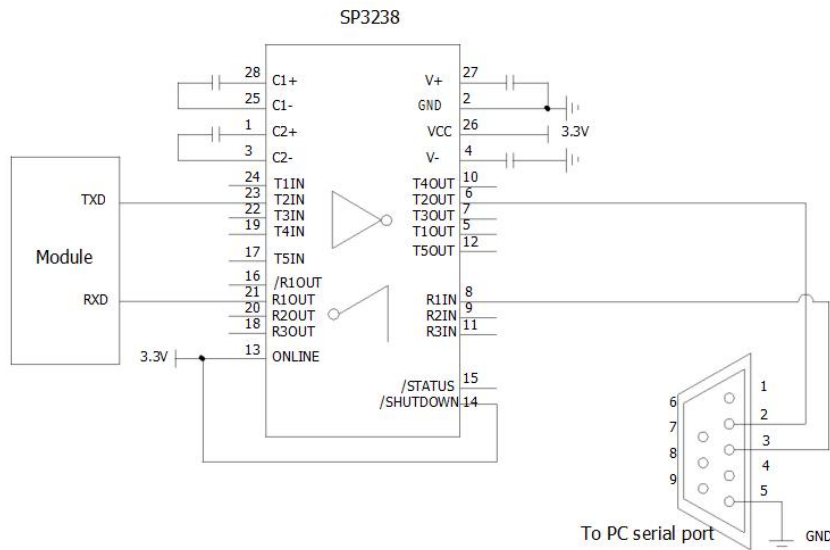 SP3238
28 C1+
25 C1-
1 C2+
3 C2-
24 T1IN
23 T2IN
22 T3IN
19 T4IN
17 T5IN
16 /R1OUT
21 R1OUT
20 R2OUT
18 R3OUT
13 ONLINE
V+ 27
GND 2
VCC 26
3.3V
V- 4
T4OUT 10
T2OUT 6
T3OUT 7
T1OUT 5
T5OUT 12
R1IN 8
R2IN 9
R3IN 11
/STATUS 15
/SHUTDOWN 14
TXD
Module
RXD
3.3V
1
6
2
7
3
8
4
9
5
To PC serial port
GND